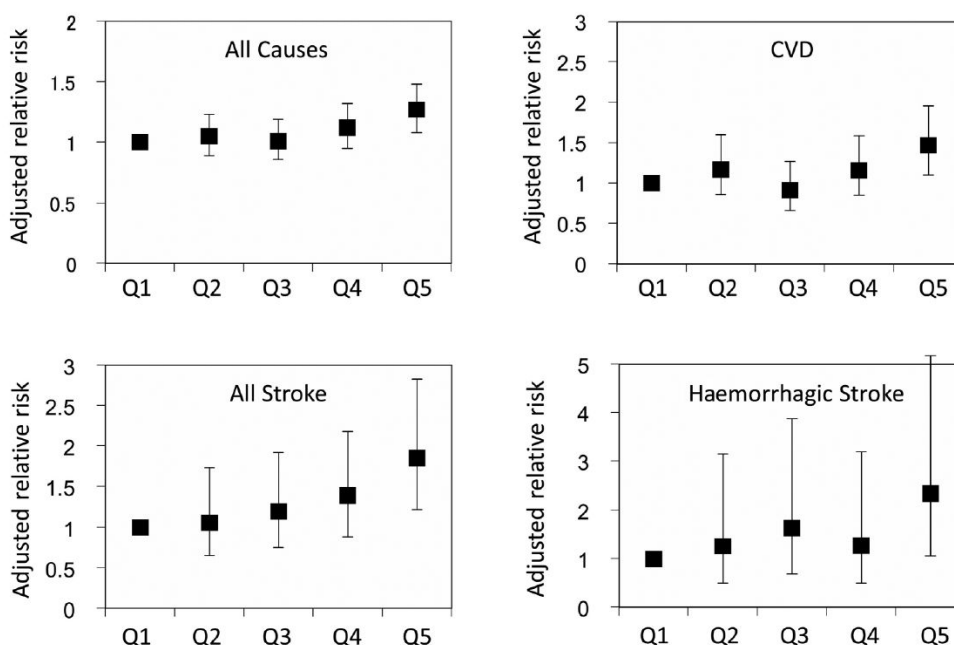 All Causes
Adjusted relative risk
2
1.5
1
0.5
0
Q1 Q2 Q3 Q4 Q5
CVD
Adjusted relative risk
3
2.5
2
1.5
1
0.5
0
Q1 Q2 Q3 Q4 Q5
All Stroke
Adjusted relative risk
3
2.5
2
1.5
1
0.5
0
Q1 Q2 Q3 Q4 Q5
Haemorrhagic Stroke
Adjusted relative risk
5
4
3
2
1
0
Q1 Q2 Q3 Q4 Q5